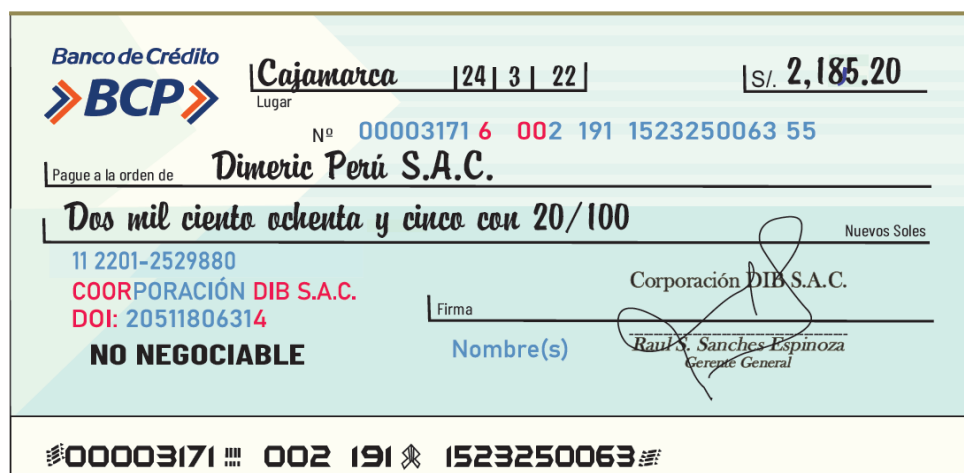 Banco de Crédito
BCP
Cajamarca | 24 | 3 | 22 | S/. 2,185.20
Lugar
Nº 00003171 6 002 191 1523250063 55
Pague a la orden de Dimeric Perú S.A.C.
Dos mil ciento ochenta y cinco con 20/100 Nuevos Soles
11 2201-2529880
COORPORACIÓN DIB S.A.C.
DOI: 20511806314
NO NEGOCIABLE
Corporación DIB S.A.C.
Firma
Nombre(s)
Raul S. Sanches Espinoza
Gerente General
00003171 002 191 1523250063